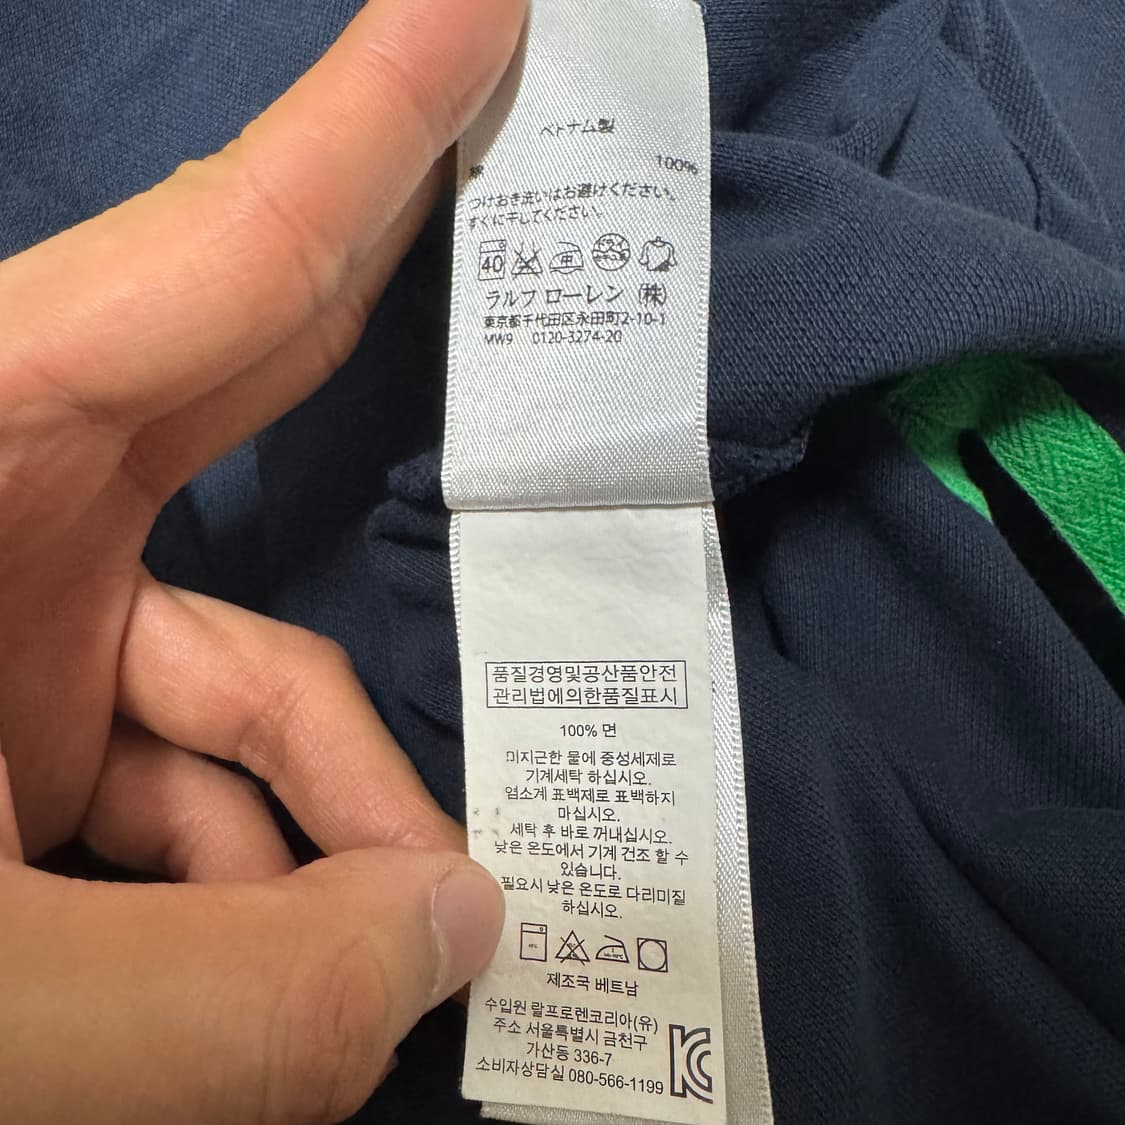 ベトナム製
綿 100%
つけおき洗いはお避けください。
すぐに干してください。
40 中
ラルフ ローレン (株)
東京都千代田区永田町2-10-1
MW9 0120-3274-20
품질경영및공산품안전
관리법에의한품질표시
100% 면
미지근한 물에 중성세제로
기계세탁 하십시오.
염소계 표백제로 표백하지
마십시오.
세탁 후 바로 꺼내십시오.
낮은 온도에서 기계 건조 할 수
있습니다.
필요시 낮은 온도로 다리미질
하십시오.
제조국 베트남
수입원 랄프로렌코리아(유)
주소 서울특별시 금천구
가산동 336-7
소비자상담실 080-566-1199